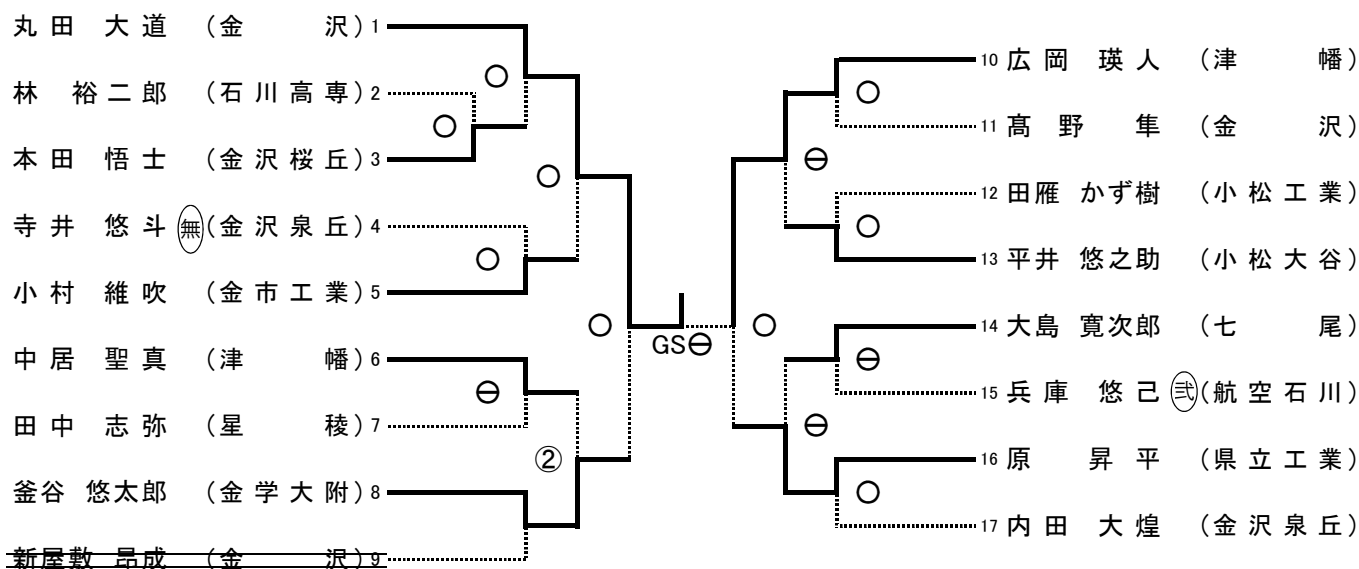 丸田 大道 (金 沢) 1
林 裕二郎 (石川高専) 2
本田 悟士 (金沢桜丘) 3
寺井 悠斗 無 (金沢泉丘) 4
小村 維吹 (金市工業) 5
中居 聖真 (津 幡) 6
田中 志弥 (星 稜) 7
釜谷 悠太郎 (金学大附) 8
新屋敷 昂成 (金 沢) 9
②
GS
10 広岡 瑛人 (津 幡)
11 髙野 隼 (金 沢)
12 田雁 かず樹 (小松工業)
13 平井 悠之助 (小松大谷)
14 大島 寛次郎 (七 尾)
15 兵庫 悠己 弐 (航空石川)
16 原 昇平 (県立工業)
17 内田 大煌 (金沢泉丘)